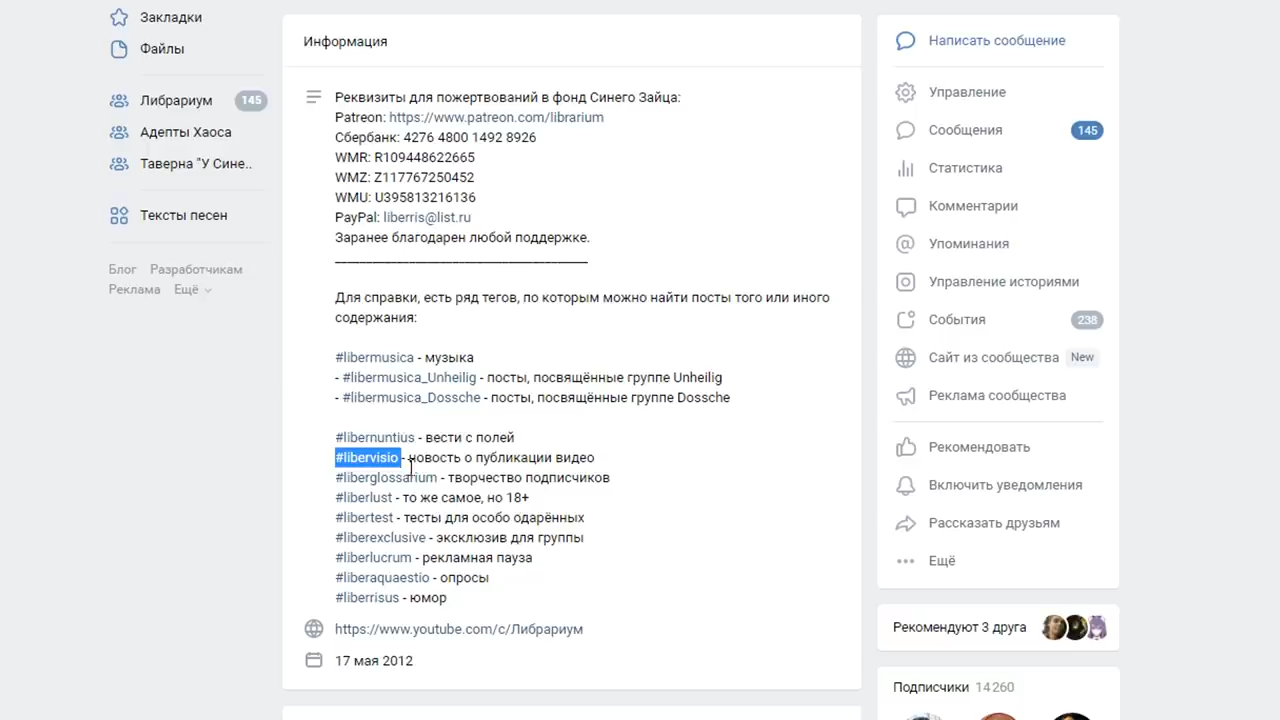 Закладки
Файлы
Либрариум 145
Адепты Хаоса
Таверна "У Сине..
Тексты песен
Блог Разработчикам
Реклама Ещё
Информация
Реквизиты для пожертвований в фонд Синего Зайца:
Patreon: https://www.patreon.com/librarium
Сбербанк: 4276 4800 1492 8926
WMR: R109448622665
WMZ: Z117767250452
WMU: U395813216136
PayPal: liberris@list.ru
Заранее благодарен любой поддержке.
Для справки, есть ряд тегов, по которым можно найти посты того или иного
содержания:
#libermusica - музыка
- #libermusica_Unheilig - посты, посвящённые группе Unheilig
- #libermusica_Dossche - посты, посвящённые группе Dossche
#libernuntius - вести с полей
#libervisio - новость о публикации видео
#liberglossarium - творчество подписчиков
#liberlust - то же самое, но 18+
#libertest - тесты для особо одарённых
#liberexclusive - эксклюзив для группы
#liberlucrum - рекламная пауза
#liberaquaestio - опросы
#liberrisus - юмор
https://www.youtube.com/c/Либрариум
17 мая 2012
Написать сообщение
Управление
Сообщения 145
Статистика
Комментарии
Упоминания
Управление историями
События 238
Сайт из сообщества New
Реклама сообщества
Рекомендовать
Включить уведомления
Рассказать друзьям
Ещё
Рекомендуют 3 друга
Подписчики 14 260